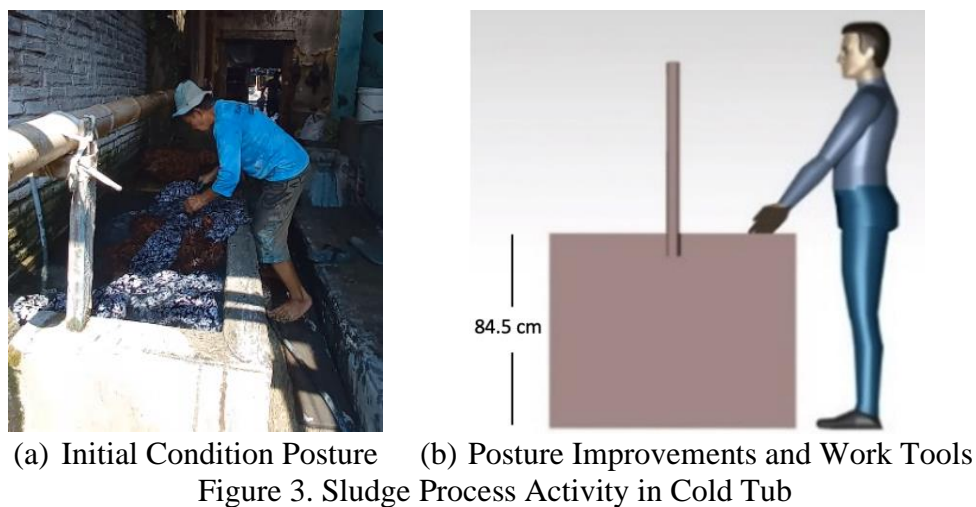 84.5 cm
(a) Initial Condition Posture (b) Posture Improvements and Work Tools
Figure 3. Sludge Process Activity in Cold Tub